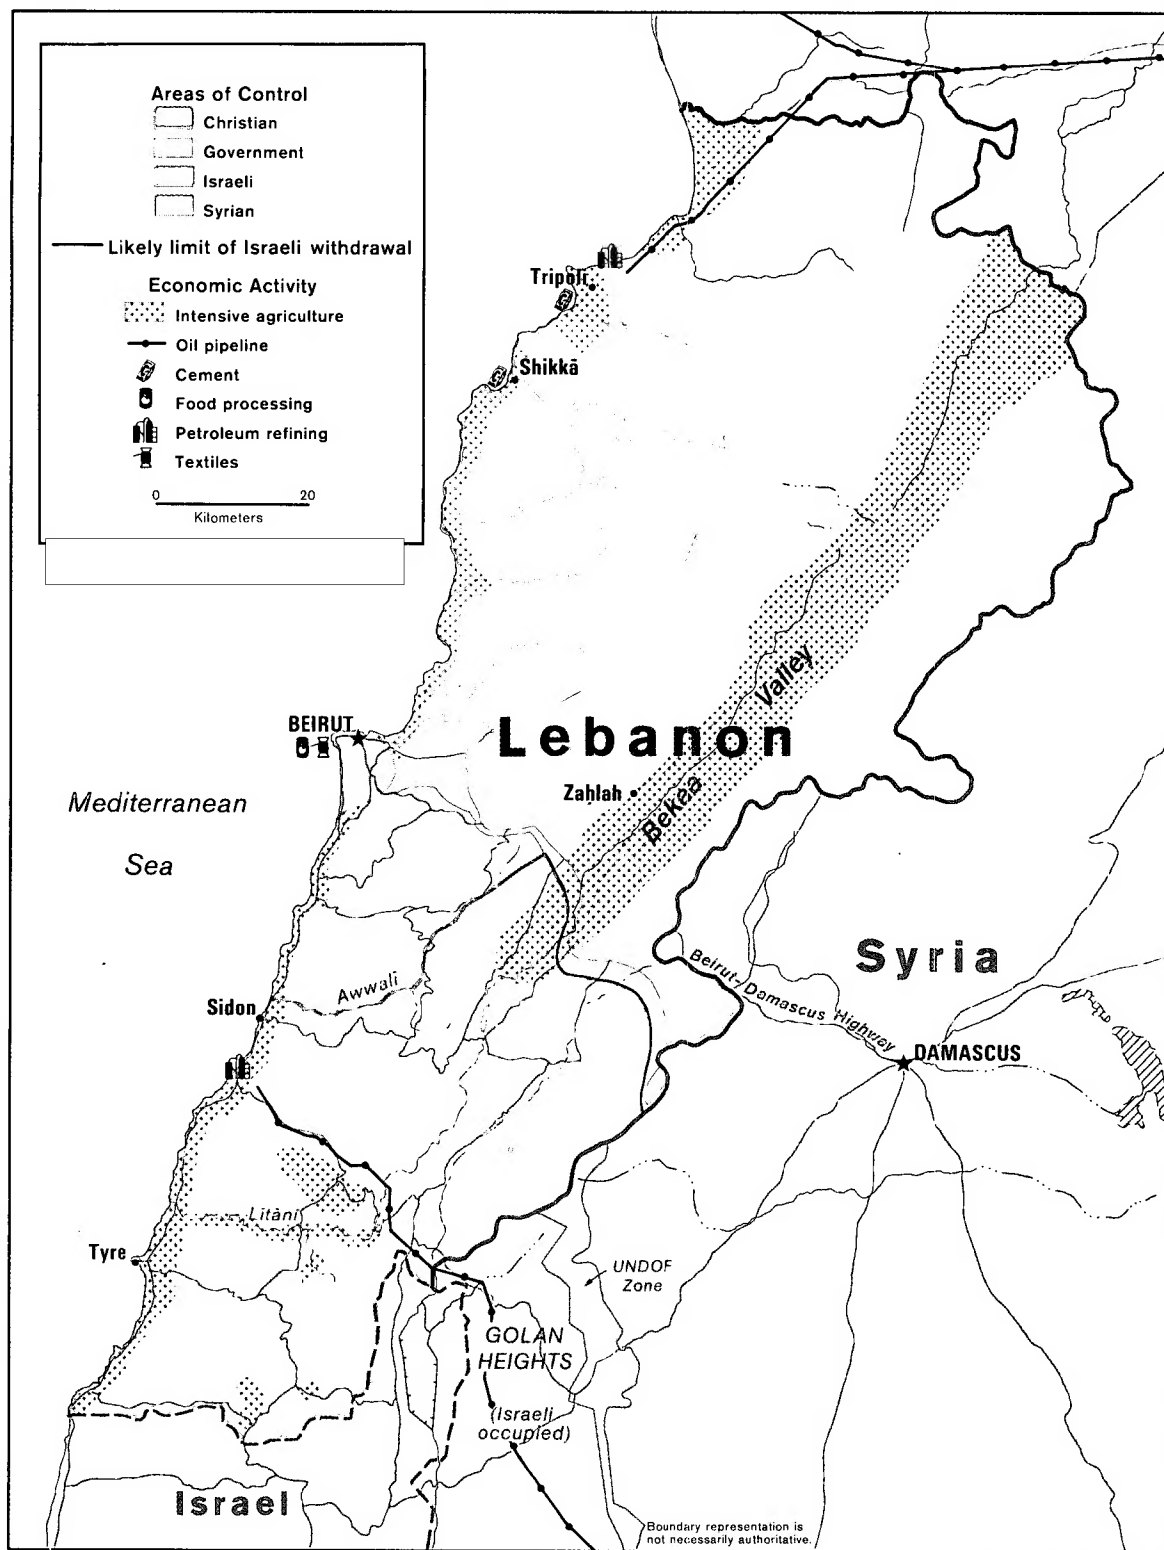 Areas of Control
Christian
Government
Israeli
Syrian
Likely limit of Israeli withdrawal
Economic Activity
Intensive agriculture
Oil pipeline
Cement
Food processing
Petroleum refining
Textiles
0 20
Kilometers
Tripoli
Shikkā
BEIRUT
Lebanon
Bekea Valley
Zahlah
Mediterranean
Sea
Syria
Beirut-Damascus Highway
Awwali
Sidon
DAMASCUS
Litani
Tyre
UNDOF
Zone
GOLAN
HEIGHTS
(Israeli
occupied)
Israel
Boundary representation is
not necessarily authoritative.